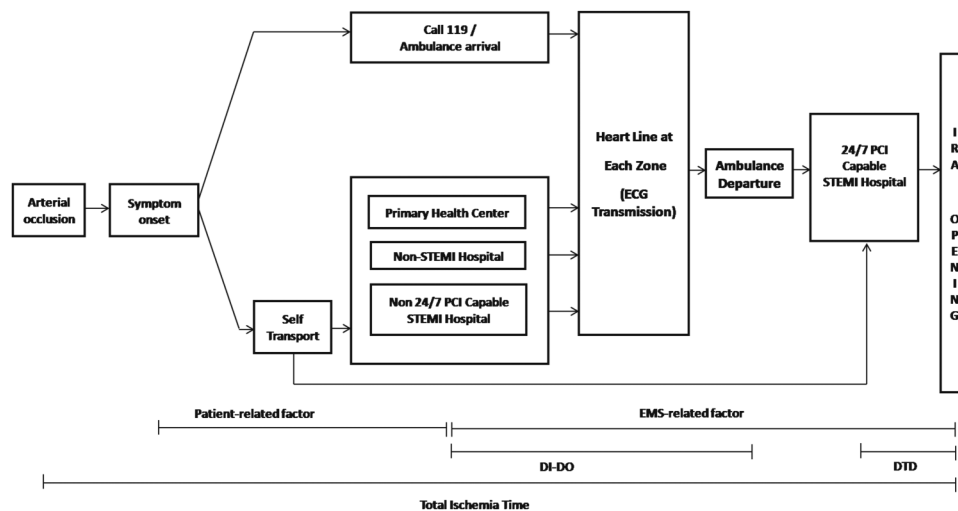 Call 119 /
Ambulance arrival
Arterial
occlusion
Symptom
onset
Self
Transport
Primary Health Center
Non-STEMI Hospital
Non 24/7 PCI Capable
STEMI Hospital
Heart Line at
Each Zone
(ECG
Transmission)
Ambulance
Departure
24/7 PCI
Capable
STEMI Hospital
I
R
A
O
P
E
N
I
N
G
Patient-related factor
EMS-related factor
DI-DO
DTD
Total Ischemia Time